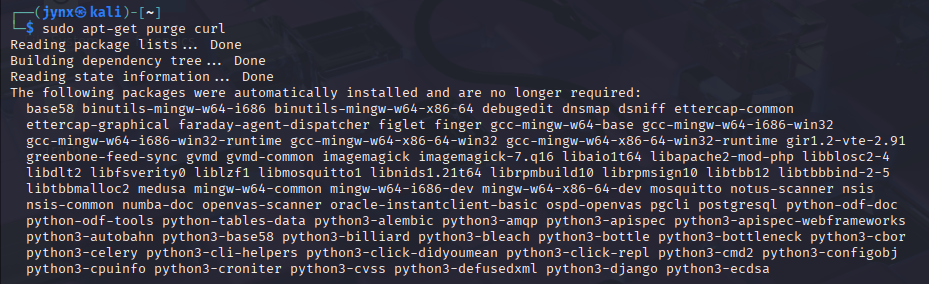 ┌──(jynx㉿kali)-[~]
└─$ sudo apt-get purge curl
Reading package lists... Done
Building dependency tree... Done
Reading state information... Done
The following packages were automatically installed and are no longer required:
base58 binutils-mingw-w64-i686 binutils-mingw-w64-x86-64 debugedit dnsmap dsniff ettercap-common
ettercap-graphical faraday-agent-dispatcher figlet finger gcc-mingw-w64-base gcc-mingw-w64-i686-win32
gcc-mingw-w64-i686-win32-runtime gcc-mingw-w64-x86-64-win32 gcc-mingw-w64-x86-64-win32-runtime gir1.2-vte-2.91
greenbone-feed-sync gvmd gvmd-common imagemagick imagemagick-7.q16 libaio1t64 libapache2-mod-php libblosc2-4
libdlt2 libfsverity0 liblzf1 libmosquitto1 libnids1.21t64 librpmbuild10 librpmsign10 libtbb12 libtbbbind-2-5
libtbbmalloc2 medusa mingw-w64-common mingw-w64-i686-dev mingw-w64-x86-64-dev mosquitto notus-scanner nsis
nsis-common numba-doc openvas-scanner oracle-instantclient-basic ospd-openvas pgcli postgresql python-odf-doc
python-odf-tools python-tables-data python3-alembic python3-amqp python3-apispec python3-apispec-webframeworks
python3-autobahn python3-base58 python3-billiard python3-bleach python3-bottle python3-bottleneck python3-cbor
python3-celery python3-cli-helpers python3-click-didyoumean python3-click-repl python3-cmd2 python3-configobj
python3-cpuinfo python3-croniter python3-cvss python3-defusedxml python3-django python3-ecdsa